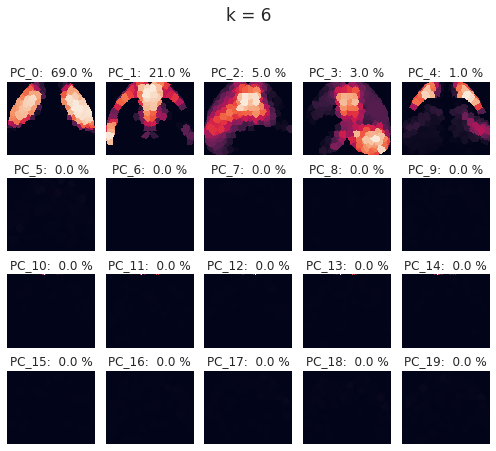 k = 6
PC_0:  69.0 % PC_1:  21.0 % PC_2:  5.0 % PC_3:  3.0 % PC_4:  1.0 %
PC_5:  0.0 % PC_6:  0.0 % PC_7:  0.0 % PC_8:  0.0 % PC_9:  0.0 %
PC_10:  0.0 % PC_11:  0.0 % PC_12:  0.0 % PC_13:  0.0 % PC_14:  0.0 %
PC_15:  0.0 % PC_16:  0.0 % PC_17:  0.0 % PC_18:  0.0 % PC_19:  0.0 %